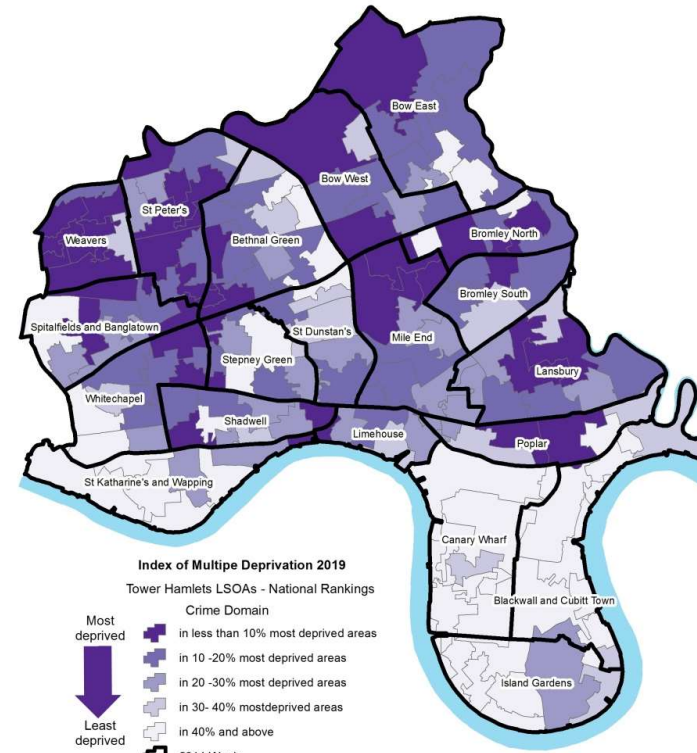 Bow East
Bow West
St Peter's
Weavers
Bethnal Green
Bromley North
Bromley South
Spitalfields and Banglatown
St Dunstan's
Mile End
Stepney Green
Lansbury
Whitechapel
Shadwell
Limehouse
Poplar
St Katharine's and Wapping
Canary Wharf
Blackwall and Cubitt Town
Island Gardens
Index of Multipe Deprivation 2019
Tower Hamlets LSOAs - National Rankings
Crime Domain
Most
deprived
in less than 10% most deprived areas
in 10 -20% most deprived areas
in 20 -30% most deprived areas
in 30- 40% mostdeprived areas
in 40% and above
Least
deprived